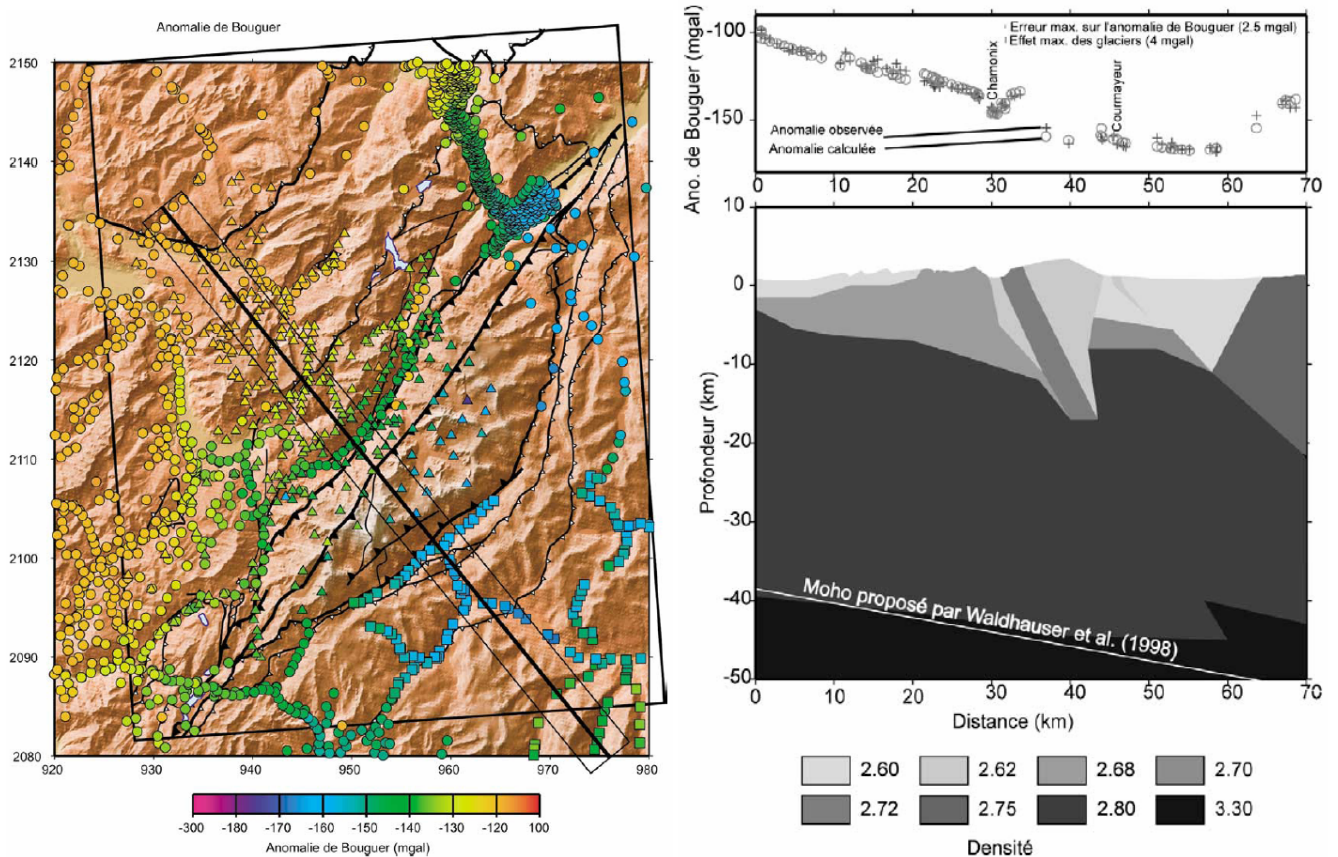 Anomalie de Bouguer
2150
2140
2130
2120
2110
2100
2090
2080
920 930 940 950 960 970 980
-300 -180 -170 -160 -150 -140 -130 -120 -110 100
Anomalie de Bouguer (mgal)
Ano. de Bouguer (mgal)
-100
-150
Erreur max. sur l'anomalie de Bouguer (2.5 mgal)
Effet max. des glaciers (4 mgal)
Chamonix
Courmayeur
Anomalie observée
Anomalie calculée
0 10 20 30 40 50 60 70
Profondeur (km)
10
0
-10
-20
-30
-40
-50
Moho proposé par Waldhauser et al. (1998)
0 10 20 30 40 50 60 70
Distance (km)
2.60 2.62 2.68 2.70
2.72 2.75 2.80 3.30
Densité